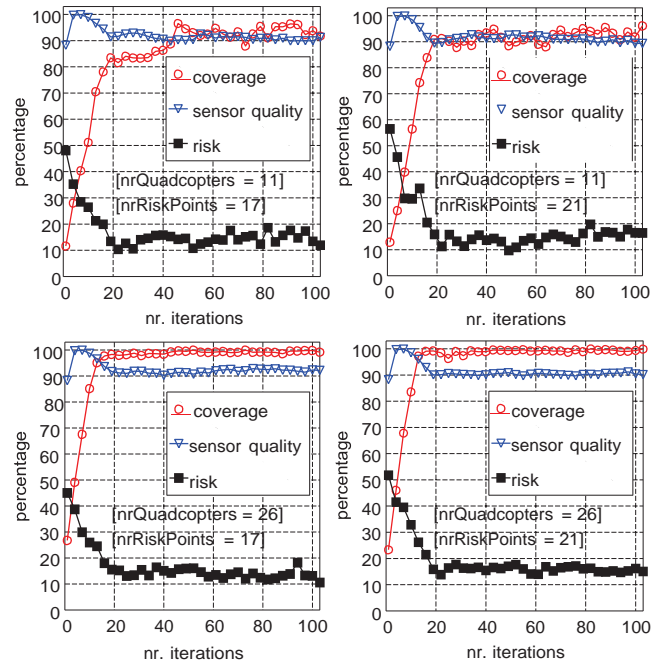 100
90
80
70
60
50
40
30
20
10
0
percentage
coverage
sensor quality
risk
[nrQuadcopters = 11]
[nrRiskPoints = 17]
0 20 40 60 80 100
nr. iterations
100
90
80
70
60
50
40
30
20
10
0
percentage
coverage
sensor quality
risk
[nrQuadcopters = 11]
[nrRiskPoints = 21]
0 20 40 60 80 100
nr. iterations
100
90
80
70
60
50
40
30
20
10
0
percentage
coverage
sensor quality
risk
[nrQuadcopters = 26]
[nrRiskPoints = 17]
0 20 40 60 80 100
nr. iterations
100
90
80
70
60
50
40
30
20
10
0
percentage
coverage
sensor quality
risk
[nrQuadcopters = 26]
[nrRiskPoints = 21]
0 20 40 60 80 100
nr. iterations